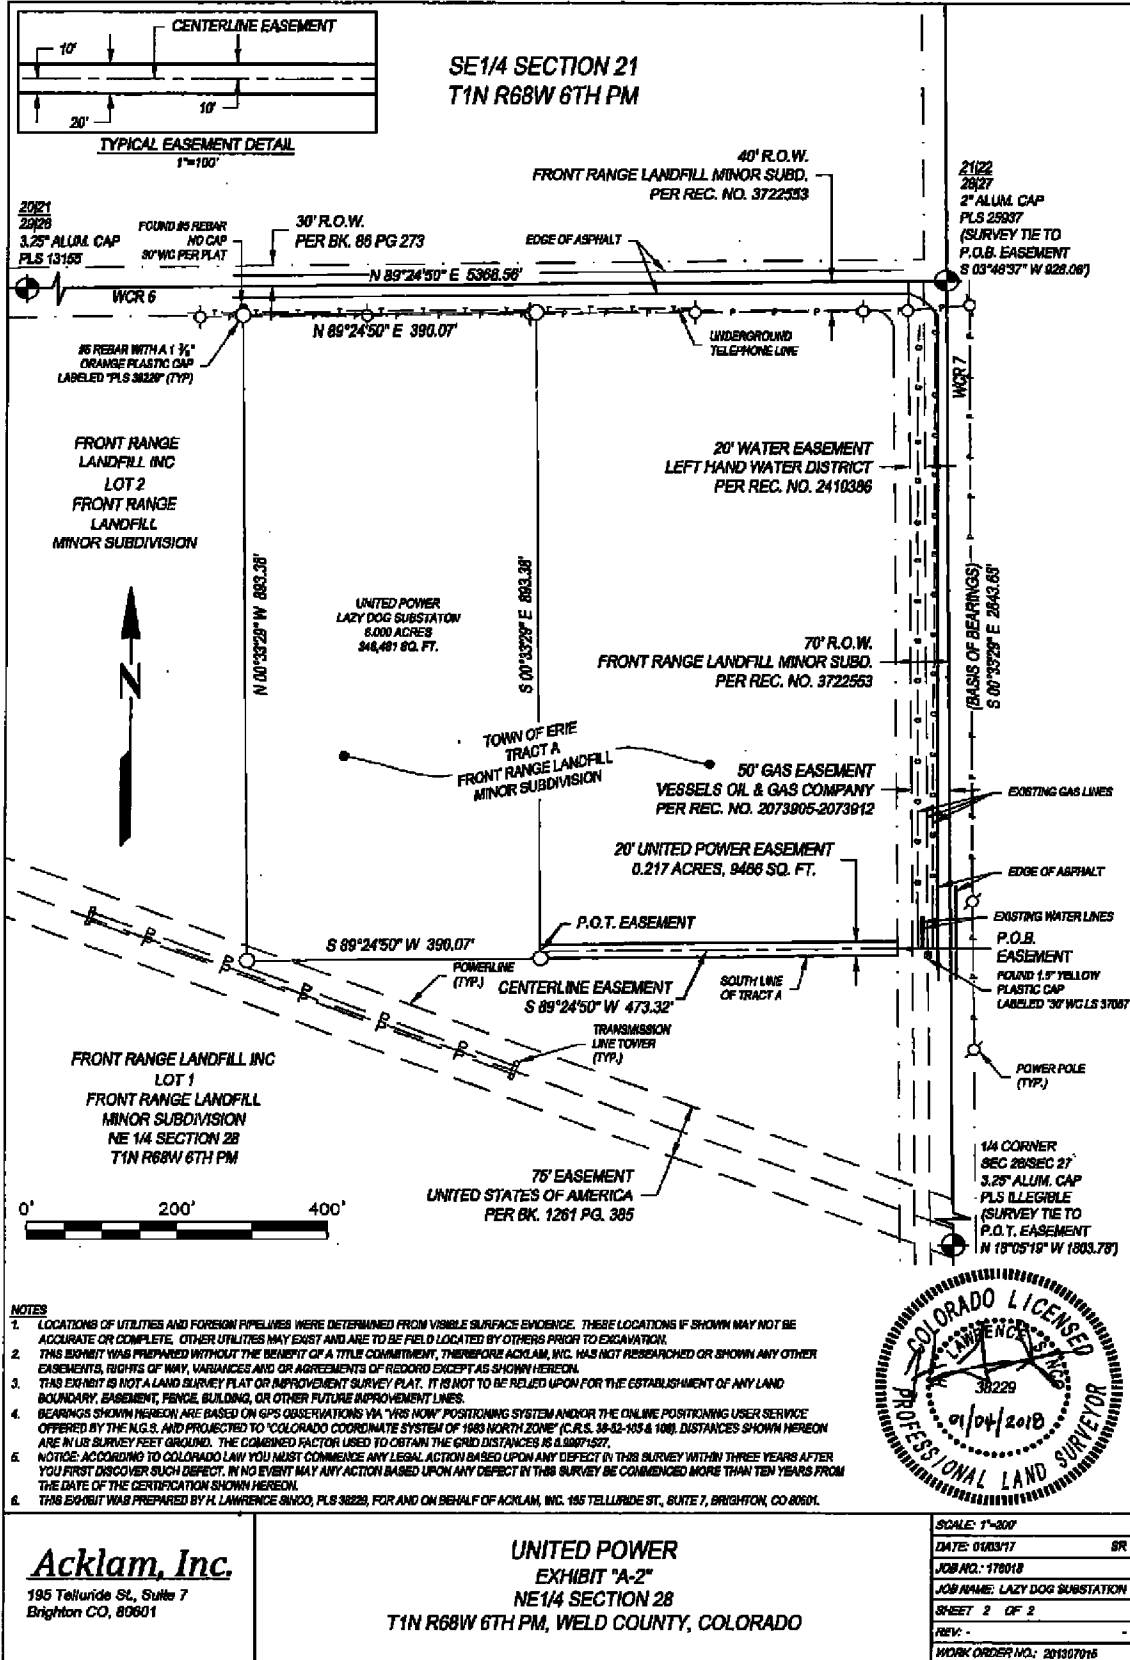 CENTERLINE EASEMENT
10'
20'
10'
TYPICAL EASEMENT DETAIL
1"=100'
SE1/4 SECTION 21
T1N R68W 6TH PM
40' R.O.W.
FRONT RANGE LANDFILL MINOR SUBD.
PER REC. NO. 3722553
21|22
28|27
2" ALUM. CAP
PLS 25937
(SURVEY TIE TO
P.O.B. EASEMENT
S 03°46'37" W 928.06')
20|21
29|28
3.25" ALUM. CAP
PLS 13155
FOUND #5 REBAR
NO CAP
30' WC PER PLAT
30' R.O.W.
PER BK. 86 PG 273
EDGE OF ASPHALT
N 89°24'50" E 5368.56'
WCR 6
N 89°24'50" E 390.07'
UNDERGROUND
TELEPHONE LINE
WCR 7
#5 REBAR WITH A 1
ORANGE PLASTIC CAP
LABELED "PLS 38229" (TYP)
FRONT RANGE
LANDFILL INC
LOT 2
FRONT RANGE
LANDFILL
MINOR SUBDIVISION
20' WATER EASEMENT
LEFT HAND WATER DISTRICT
PER REC. NO. 2410386
N 00°33'29" W 893.38'
UNITED POWER
LAZY DOG SUBSTATON
8.000 ACRES
348,481 SQ. FT.
S 00°33'29" E 893.38'
(BASIS OF BEARINGS)
S 00°33'29" E 2643.65'
70' R.O.W.
FRONT RANGE LANDFILL MINOR SUBD.
PER REC. NO. 3722553
N
TOWN OF ERIE
TRACT A
FRONT RANGE LANDFILL
MINOR SUBDIVISION
50' GAS EASEMENT
VESSELS OIL & GAS COMPANY
PER REC. NO. 2073905-2073912
EXISTING GAS LINES
20' UNITED POWER EASEMENT
0.217 ACRES, 9466 SQ. FT.
EDGE OF ASPHALT
P.O.T. EASEMENT
EXISTING WATER LINES
P.O.B.
EASEMENT
FOUND 1.5" YELLOW
PLASTIC CAP
LABELED "30' WC LS 37067
S 89°24'50" W 390.07'
POWERLINE
(TYP.)
CENTERLINE EASEMENT
S 89°24'50" W 473.32'
SOUTH LINE
OF TRACT A
TRANSMISSION
LINE TOWER
(TYP.)
FRONT RANGE LANDFILL INC
LOT 1
FRONT RANGE LANDFILL
MINOR SUBDIVISION
NE 1/4 SECTION 28
T1N R68W 6TH PM
POWER POLE
(TYP.)
75' EASEMENT
UNITED STATES OF AMERICA
PER BK. 1261 PG. 385
1/4 CORNER
SEC 28/SEC 27
3.25" ALUM. CAP
PLS ILLEGIBLE
(SURVEY TIE TO
P.O.T. EASEMENT
N 18°05'19" W 1803.78')
0' 200' 400'
NOTES
1. LOCATIONS OF UTILITIES AND FOREIGN PIPELINES WERE DETERMINED FROM VISIBLE SURFACE EVIDENCE. THESE LOCATIONS IF SHOWN MAY NOT BE
ACCURATE OR COMPLETE. OTHER UTILITIES MAY EXIST AND ARE TO BE FIELD LOCATED BY OTHERS PRIOR TO EXCAVATION.
2. THIS EXHIBIT WAS PREPARED WITHOUT THE BENEFIT OF A TITLE COMMITMENT, THEREFORE ACKLAM, INC. HAS NOT RESEARCHED OR SHOWN ANY OTHER
EASEMENTS, RIGHTS OF WAY, VARIANCES AND OR AGREEMENTS OF RECORD EXCEPT AS SHOWN HEREON.
3. THIS EXHIBIT IS NOT A LAND SURVEY PLAT OR IMPROVEMENT SURVEY PLAT. IT IS NOT TO BE RELIED UPON FOR THE ESTABLISHMENT OF ANY LAND
BOUNDARY, EASEMENT, FENCE, BUILDING, OR OTHER FUTURE IMPROVEMENT LINES.
4. BEARINGS SHOWN HEREON ARE BASED ON GPS OBSERVATIONS VIA "VRS NOW" POSITIONING SYSTEM AND/OR THE ONLINE POSITIONING USER SERVICE
OFFERED BY THE N.G.S. AND PROJECTED TO "COLORADO COORDINATE SYSTEM OF 1983 NORTH ZONE" (C.R.S. 38-52-105 & 106). DISTANCES SHOWN HEREON
ARE IN US SURVEY FEET GROUND. THE COMBINED FACTOR USED TO OBTAIN THE GRID DISTANCES IS
5. NOTICE: ACCORDING TO COLORADO LAW YOU MUST COMMENCE ANY LEGAL ACTION BASED UPON ANY DEFECT IN THIS SURVEY WITHIN THREE YEARS AFTER
YOU FIRST DISCOVER SUCH DEFECT. IN NO EVENT MAY ANY ACTION BASED UPON ANY DEFECT IN THIS SURVEY BE COMMENCED MORE THAN TEN YEARS FROM
THE DATE OF THE CERTIFICATION SHOWN HEREON.
6. THIS EXHIBIT WAS PREPARED BY H. LAWRENCE SINCO, PLS 38229, FOR AND ON BEHALF OF ACKLAM, INC. 195 TELLURIDE ST., SUITE 7, BRIGHTON, CO 80601.
COLORADO LICENSED
H. LAWRENCE SINCO
38229
01/04/2018
PROFESSIONAL LAND SURVEYOR
Acklam, Inc.
195 Telluride St., Suite 7
Brighton CO, 80601
UNITED POWER
EXHIBIT "A-2"
NE1/4 SECTION 28
T1N R68W 6TH PM, WELD COUNTY, COLORADO
SCALE: 1"=200'
DATE: 01/03/17 SR
JOB NO.: 176018
JOB NAME: LAZY DOG SUBSTATION
SHEET 2 OF 2
REV: - -
WORK ORDER NO.: 201307016